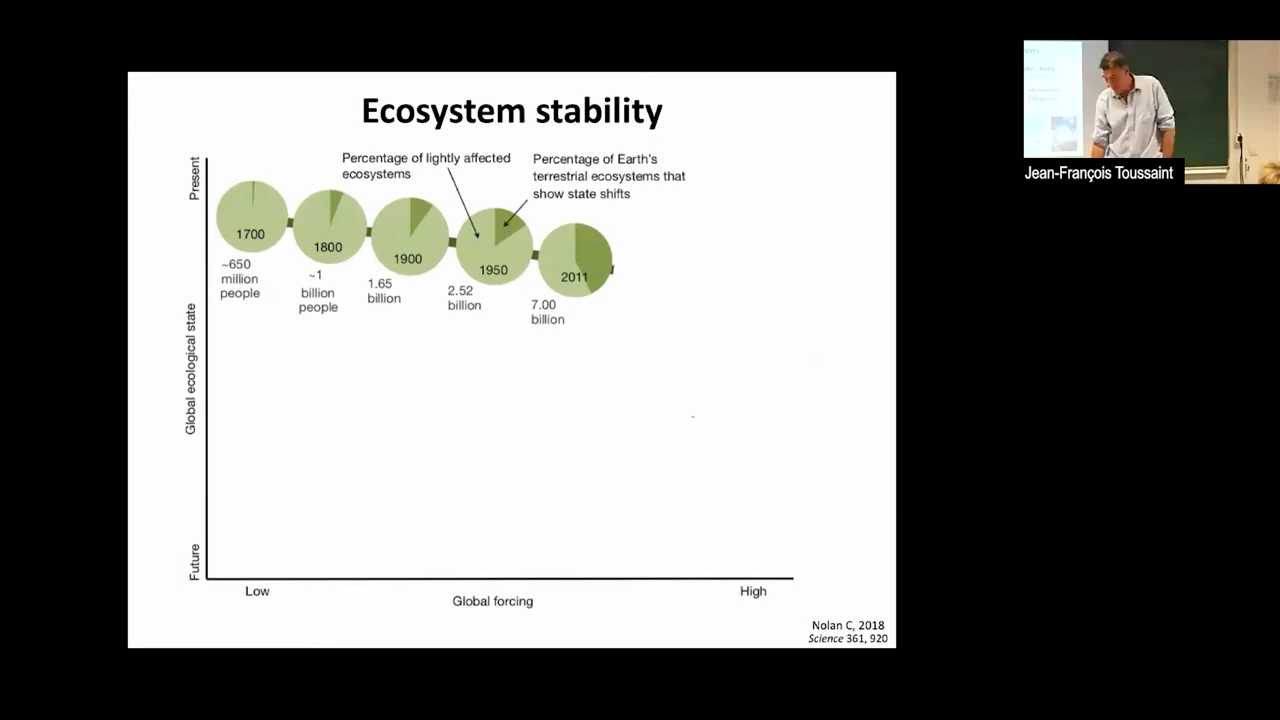 Ecosystem stability
Present
Global ecological state
Future
Percentage of lightly affected
ecosystems
Percentage of Earth's
terrestrial ecosystems that
show state shifts
1700
1800
1900
1950
2011
~650
million
people
~1
billion
people
1.65
billion
2.52
billion
7.00
billion
Low
High
Global forcing
Nolan C, 2018
Science 361, 920
Jean-François Toussaint